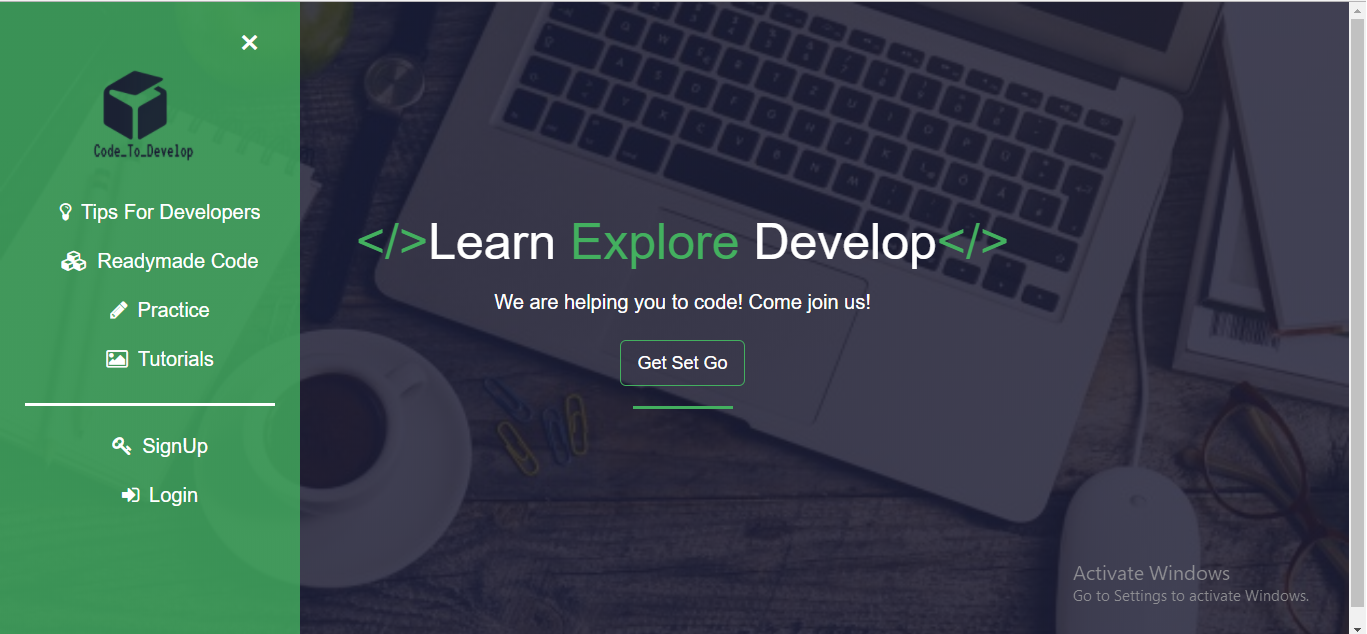 Code_To_Develop
Tips For Developers
Readymade Code
Practice
Tutorials
SignUp
Login
</>Learn Explore Develop</>
We are helping you to code! Come join us!
Get Set Go
Activate Windows
Go to Settings to activate Windows.